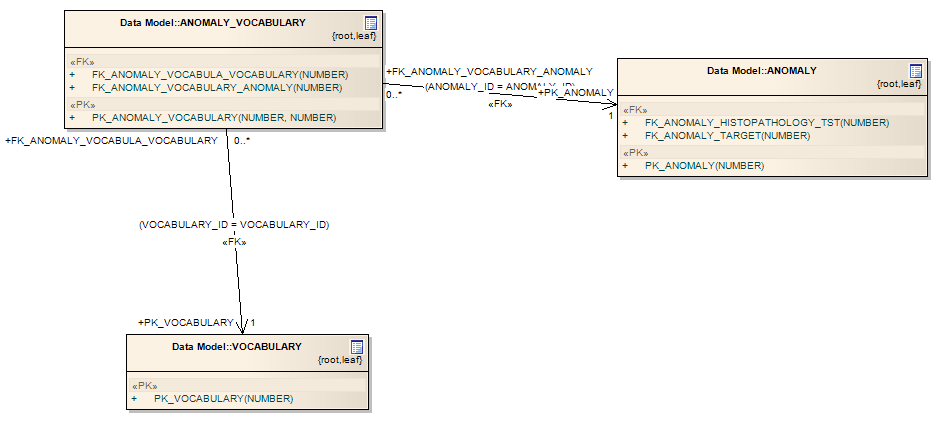 Data Model::ANOMALY_VOCABULARY
{root,leaf}
«FK»
+ FK_ANOMALY_VOCABULA_VOCABULARY(NUMBER)
+ FK_ANOMALY_VOCABULARY_ANOMALY(NUMBER)
«PK»
+ PK_ANOMALY_VOCABULARY(NUMBER, NUMBER)
+FK_ANOMALY_VOCABULARY_ANOMALY
(ANOMALY_ID = ANOMALY_ID)
0..*
+PK_ANOMALY
«FK»
1
Data Model::ANOMALY
{root,leaf}
«FK»
+ FK_ANOMALY_HISTOPATHOLOGY_TST(NUMBER)
+ FK_ANOMALY_TARGET(NUMBER)
«PK»
+ PK_ANOMALY(NUMBER)
+FK_ANOMALY_VOCABULA_VOCABULARY
0..*
(VOCABULARY_ID = VOCABULARY_ID)
«FK»
+PK_VOCABULARY
1
Data Model::VOCABULARY
{root,leaf}
«PK»
+ PK_VOCABULARY(NUMBER)